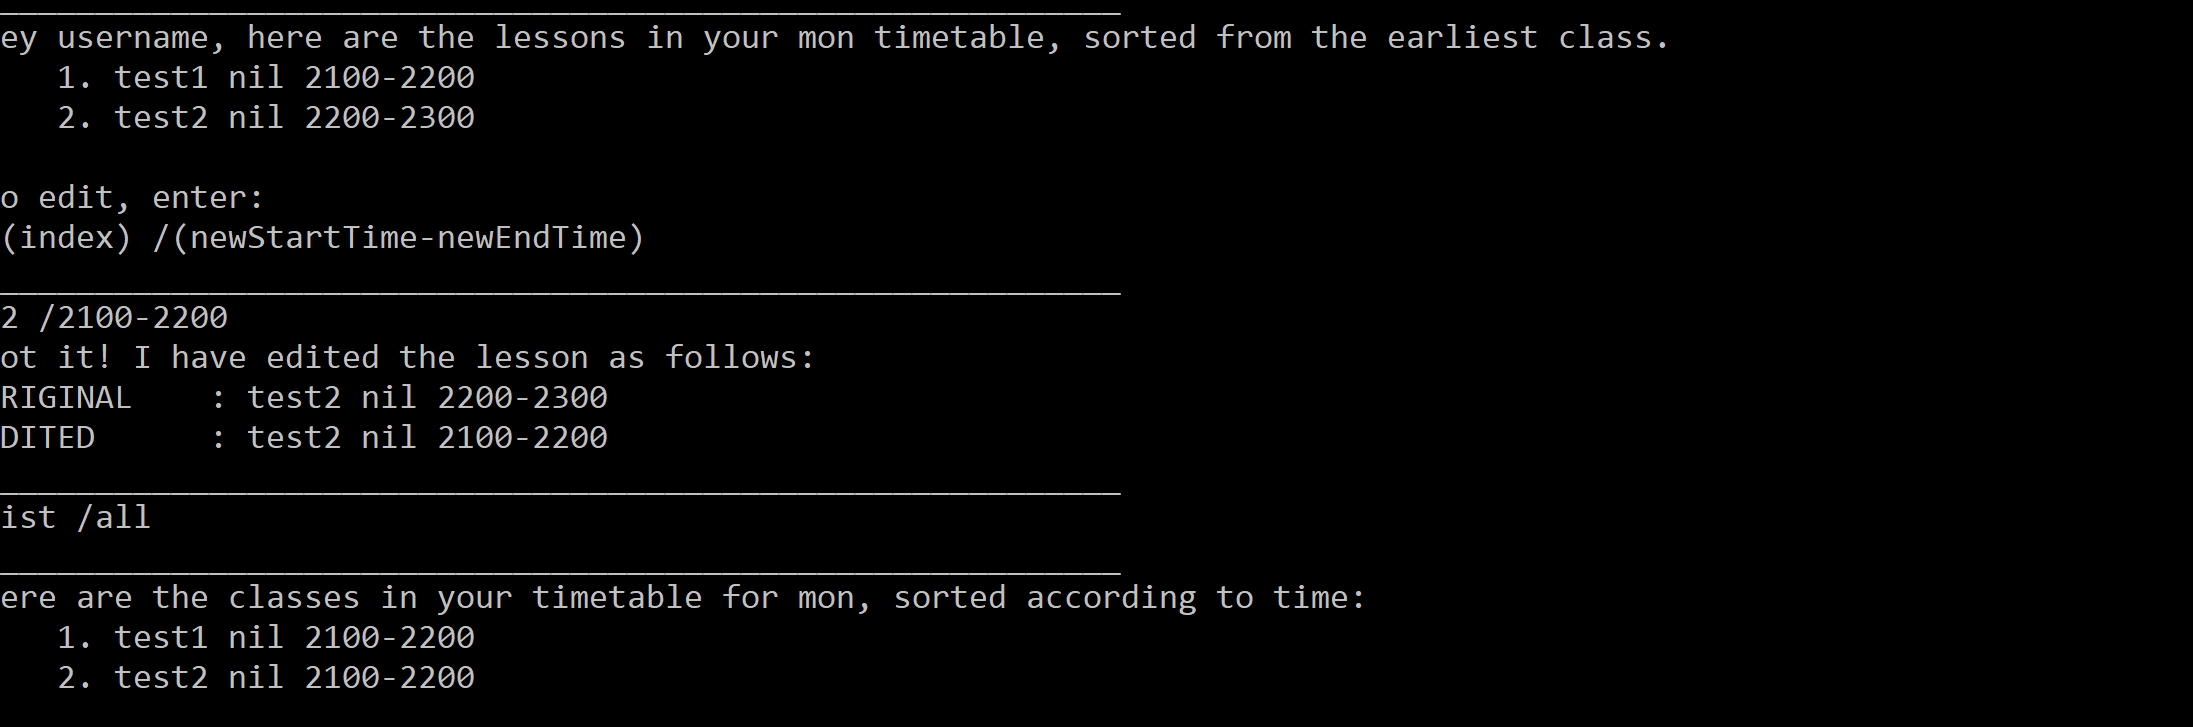 ey username, here are the lessons in your mon timetable, sorted from the earliest class.
1. test1 nil 2100-2200
2. test2 nil 2200-2300
o edit, enter:
(index) /(newStartTime-newEndTime)
2 /2100-2200
ot it! I have edited the lesson as follows:
RIGINAL    : test2 nil 2200-2300
DITED      : test2 nil 2100-2200
ist /all
ere are the classes in your timetable for mon, sorted according to time:
1. test1 nil 2100-2200
2. test2 nil 2100-2200